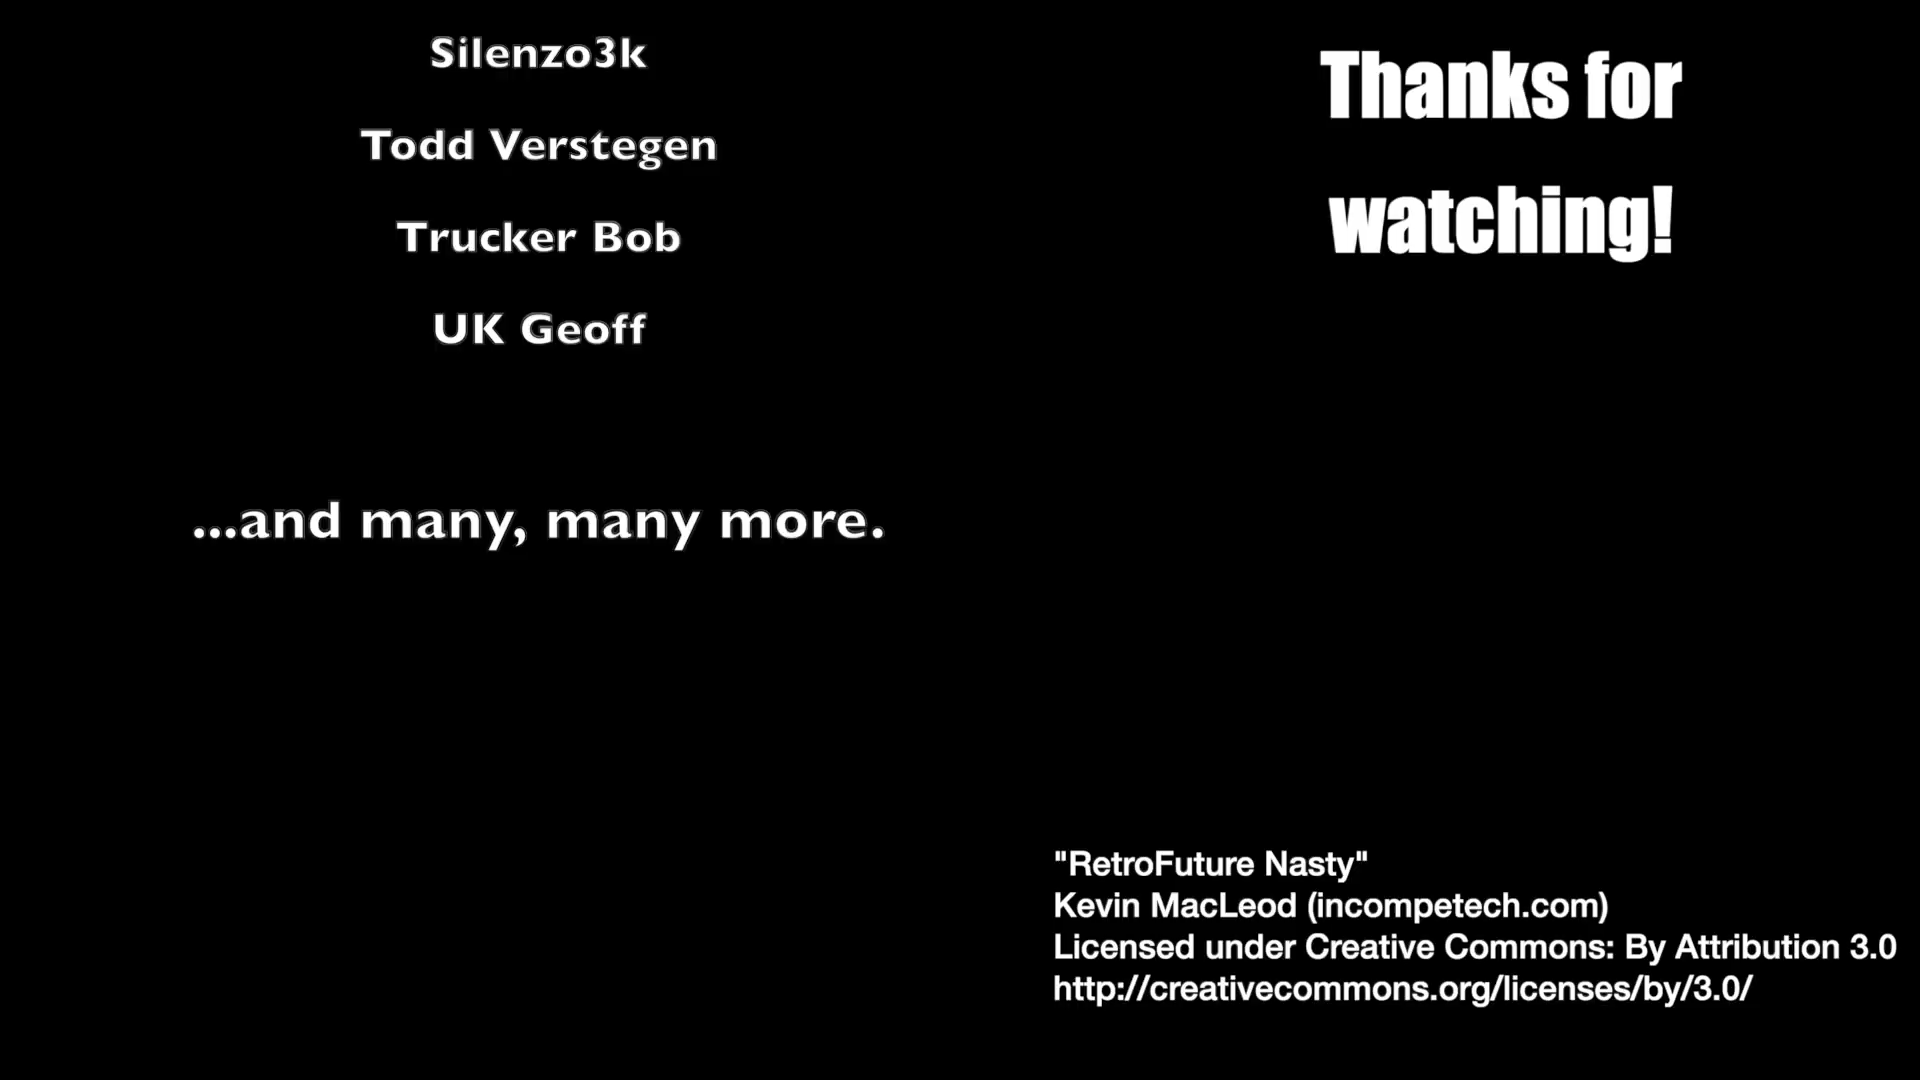 Silenzo3k
Todd Verstegen
Trucker Bob
UK Geoff
...and many, many more.
Thanks for
watching!
"RetroFuture Nasty"
Kevin MacLeod (incompetech.com)
Licensed under Creative Commons: By Attribution 3.0
http://creativecommons.org/licenses/by/3.0/